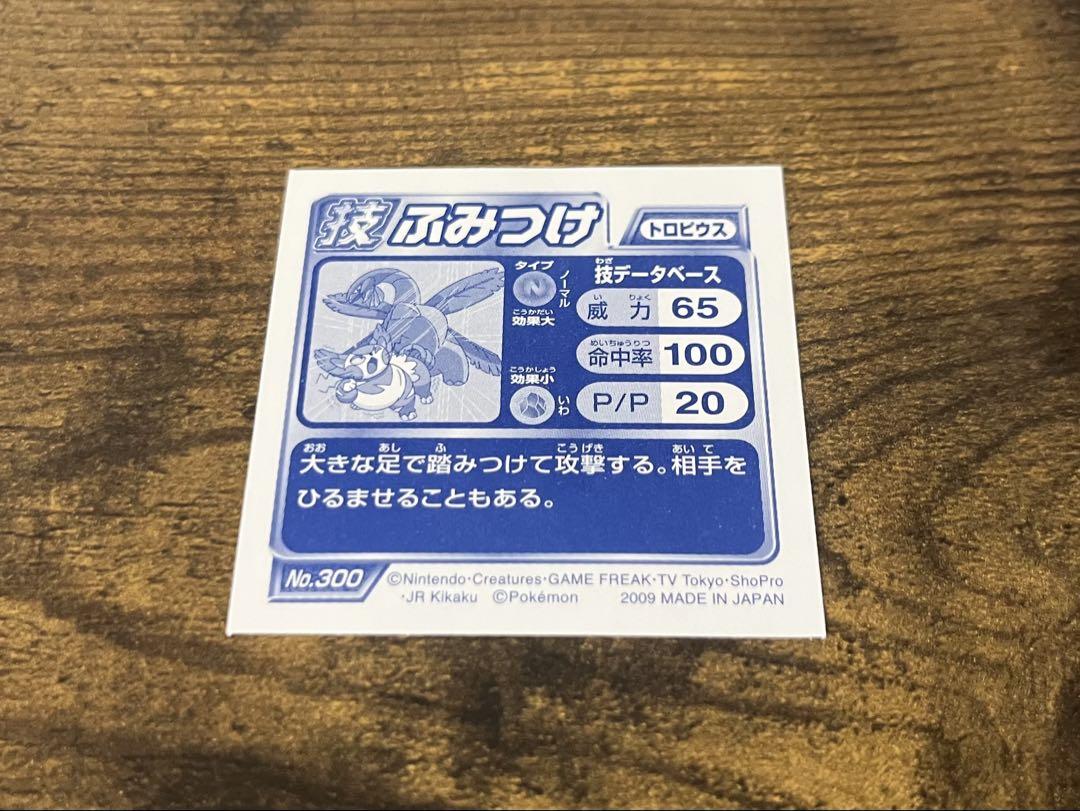 技 ふみつけ
トロピウス
タイプ
N
ノーマル
こうかだい
効果大
こうかしょう
効果小
いわ
わざ
技データベース
い りょく
威力 65
めいちゅうりつ
命中率 100
P/P 20
おお あし ふ こうげき あいて
大きな足で踏みつけて攻撃する。相手を
ひるませることもある。
No.300
©Nintendo・Creatures・GAME FREAK・TV Tokyo・ShoPro
・JR Kikaku ©Pokémon 2009 MADE IN JAPAN